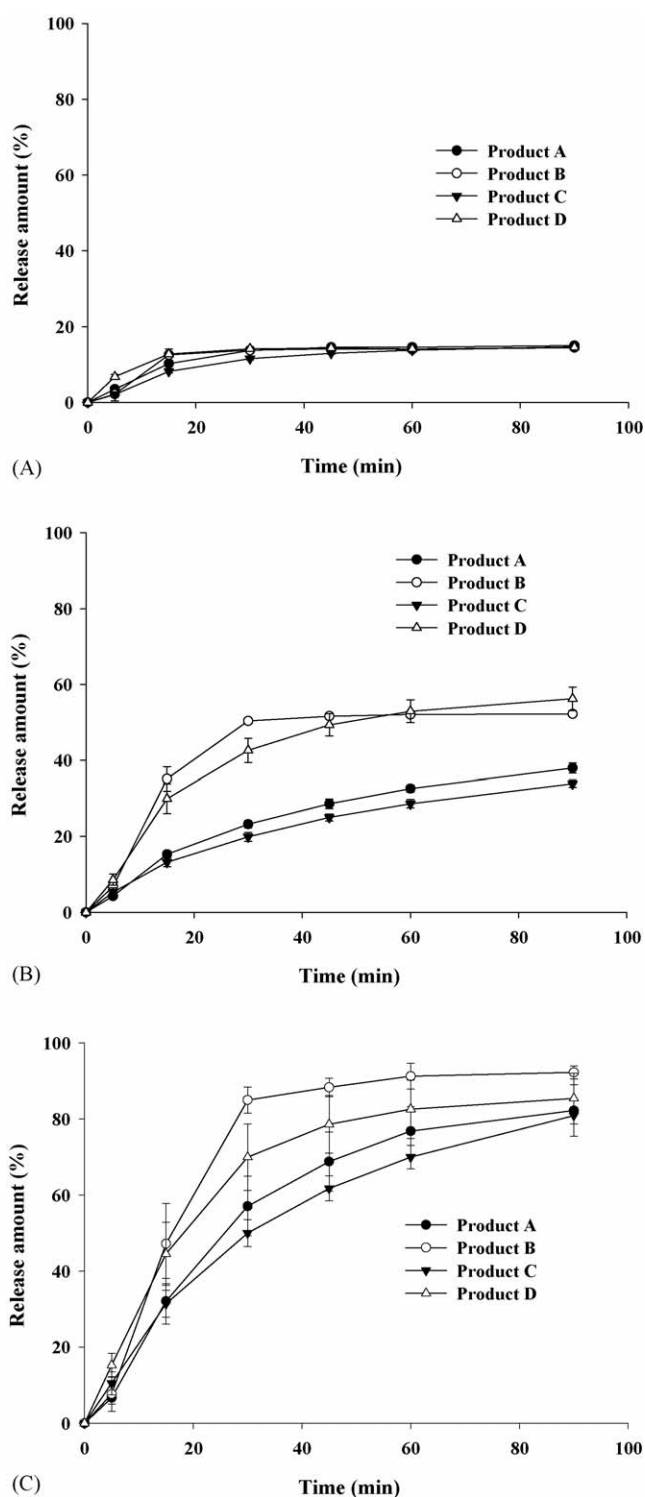 100
80
60
40
20
0
Release amount (%)
Product A
Product B
Product C
Product D
0 20 40 60 80 100
Time (min)
(A)
100
80
60
40
20
0
Release amount (%)
Product A
Product B
Product C
Product D
0 20 40 60 80 100
Time (min)
(B)
100
80
60
40
20
0
Release amount (%)
Product A
Product B
Product C
Product D
0 20 40 60 80 100
Time (min)
(C)